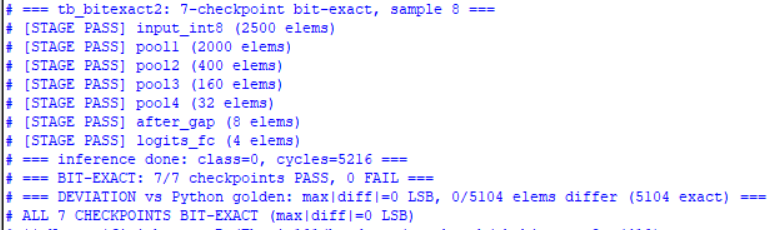 # === tb_bitexact2: 7-checkpoint bit-exact, sample 8 ===
# [STAGE PASS] input_int8 (2500 elems)
# [STAGE PASS] pool1 (2000 elems)
# [STAGE PASS] pool2 (400 elems)
# [STAGE PASS] pool3 (160 elems)
# [STAGE PASS] pool4 (32 elems)
# [STAGE PASS] after_gap (8 elems)
# [STAGE PASS] logits_fc (4 elems)
# === inference done: class=0, cycles=5216 ===
# === BIT-EXACT: 7/7 checkpoints PASS, 0 FAIL ===
# === DEVIATION vs Python golden: max|diff|=0 LSB, 0/5104 elems differ (5104 exact) ===
# ALL 7 CHECKPOINTS BIT-EXACT (max|diff|=0 LSB)